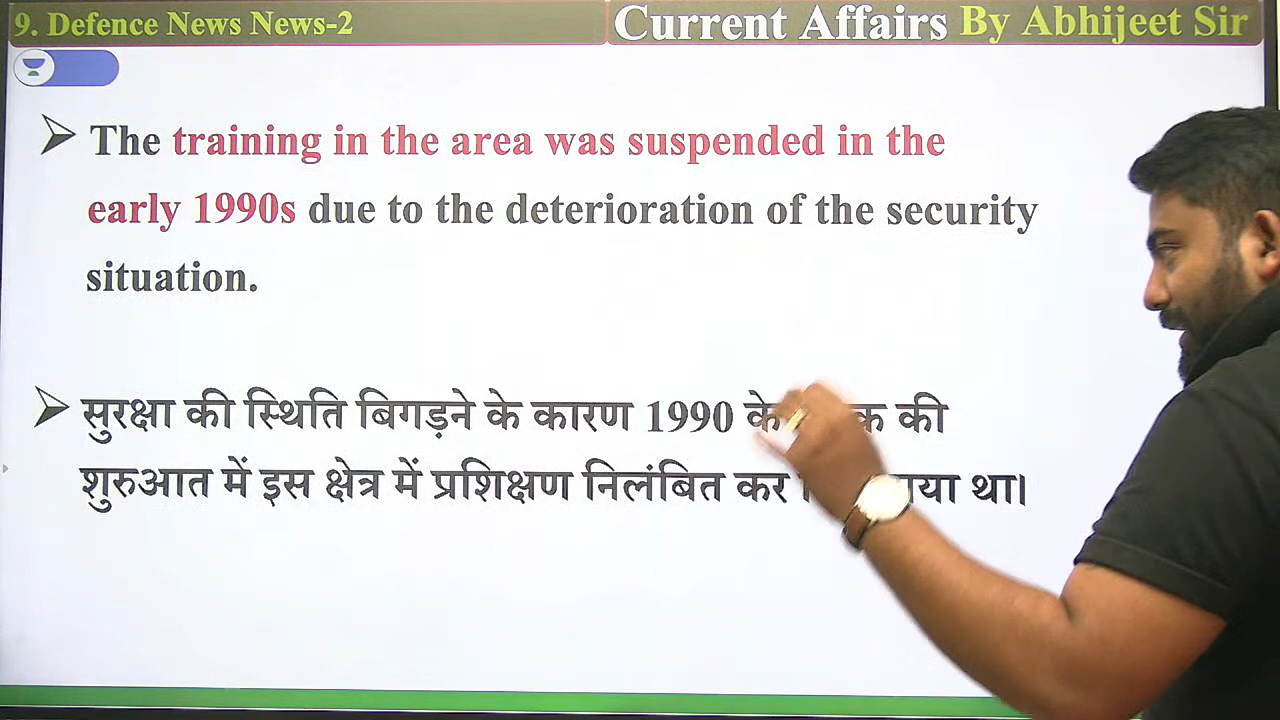 9. Defence News News-2
Current Affairs By Abhijeet Sir
The training in the area was suspended in the
early 1990s due to the deterioration of the security
situation.
सुरक्षा की स्थिति बिगड़ने के कारण 1990 के की
शुरुआत में इस क्षेत्र में प्रशिक्षण निलंबित कर था।